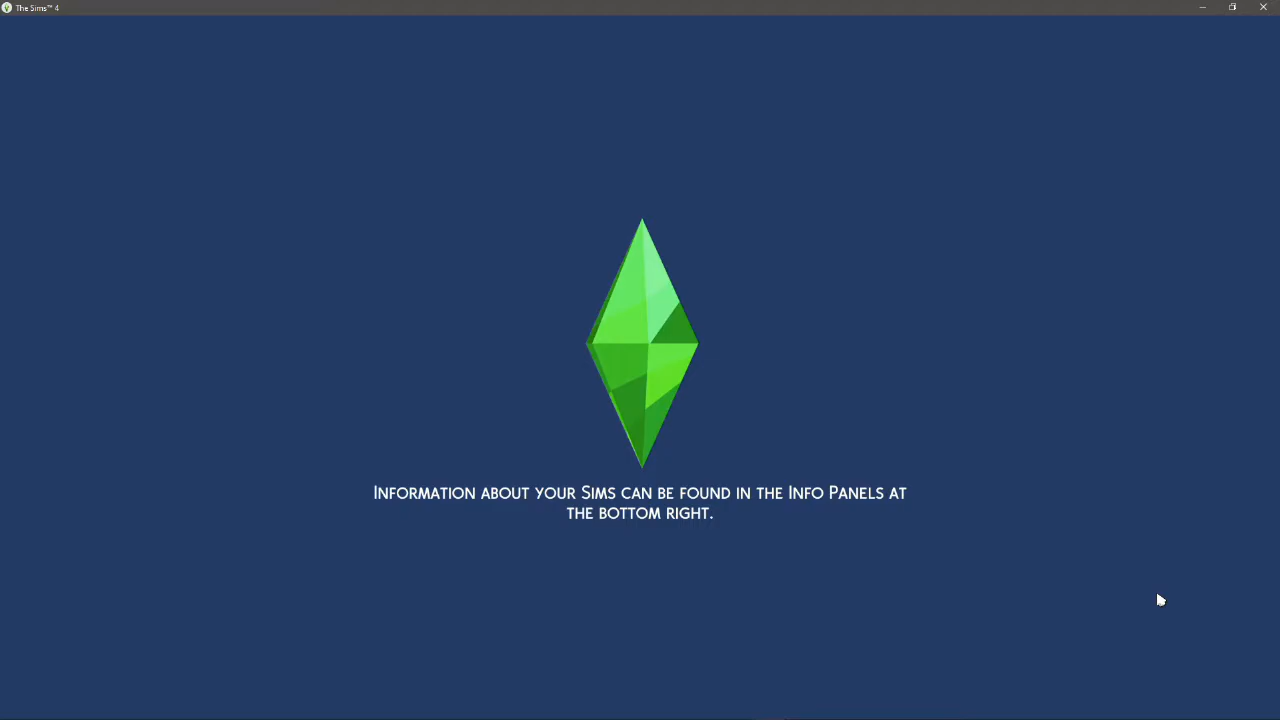 The Sims™ 4
Information about your Sims can be found in the Info Panels at
the bottom right.